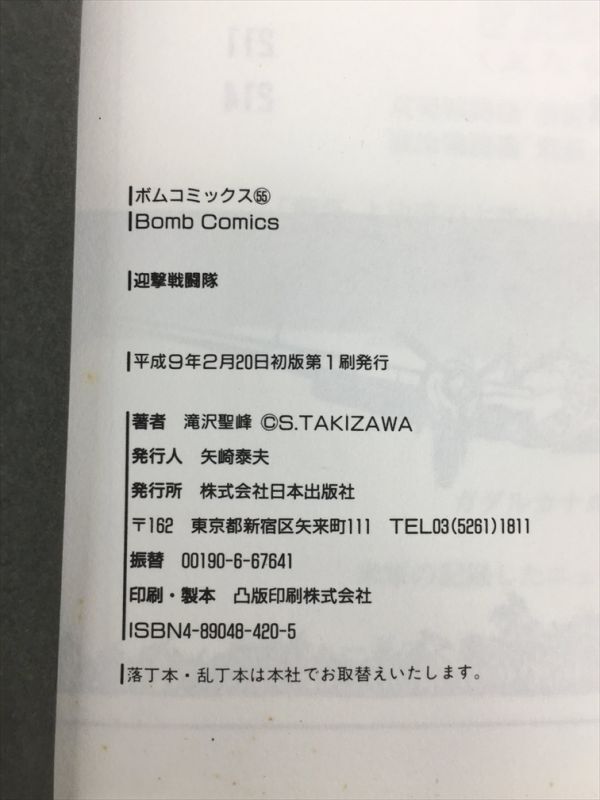 211
214
ボムコミックス㊺
Bomb Comics
迎撃戦闘隊
平成9年2月20日初版第1刷発行
著者 滝沢聖峰 ©S.TAKIZAWA
発行人 矢崎泰夫
発行所 株式会社日本出版社
〒162 東京都新宿区矢来町111 TEL03(5261)1811
振替 00190-6-67641
印刷・製本 凸版印刷株式会社
ISBN4-89048-420-5
落丁本・乱丁本は本社でお取替えいたします。